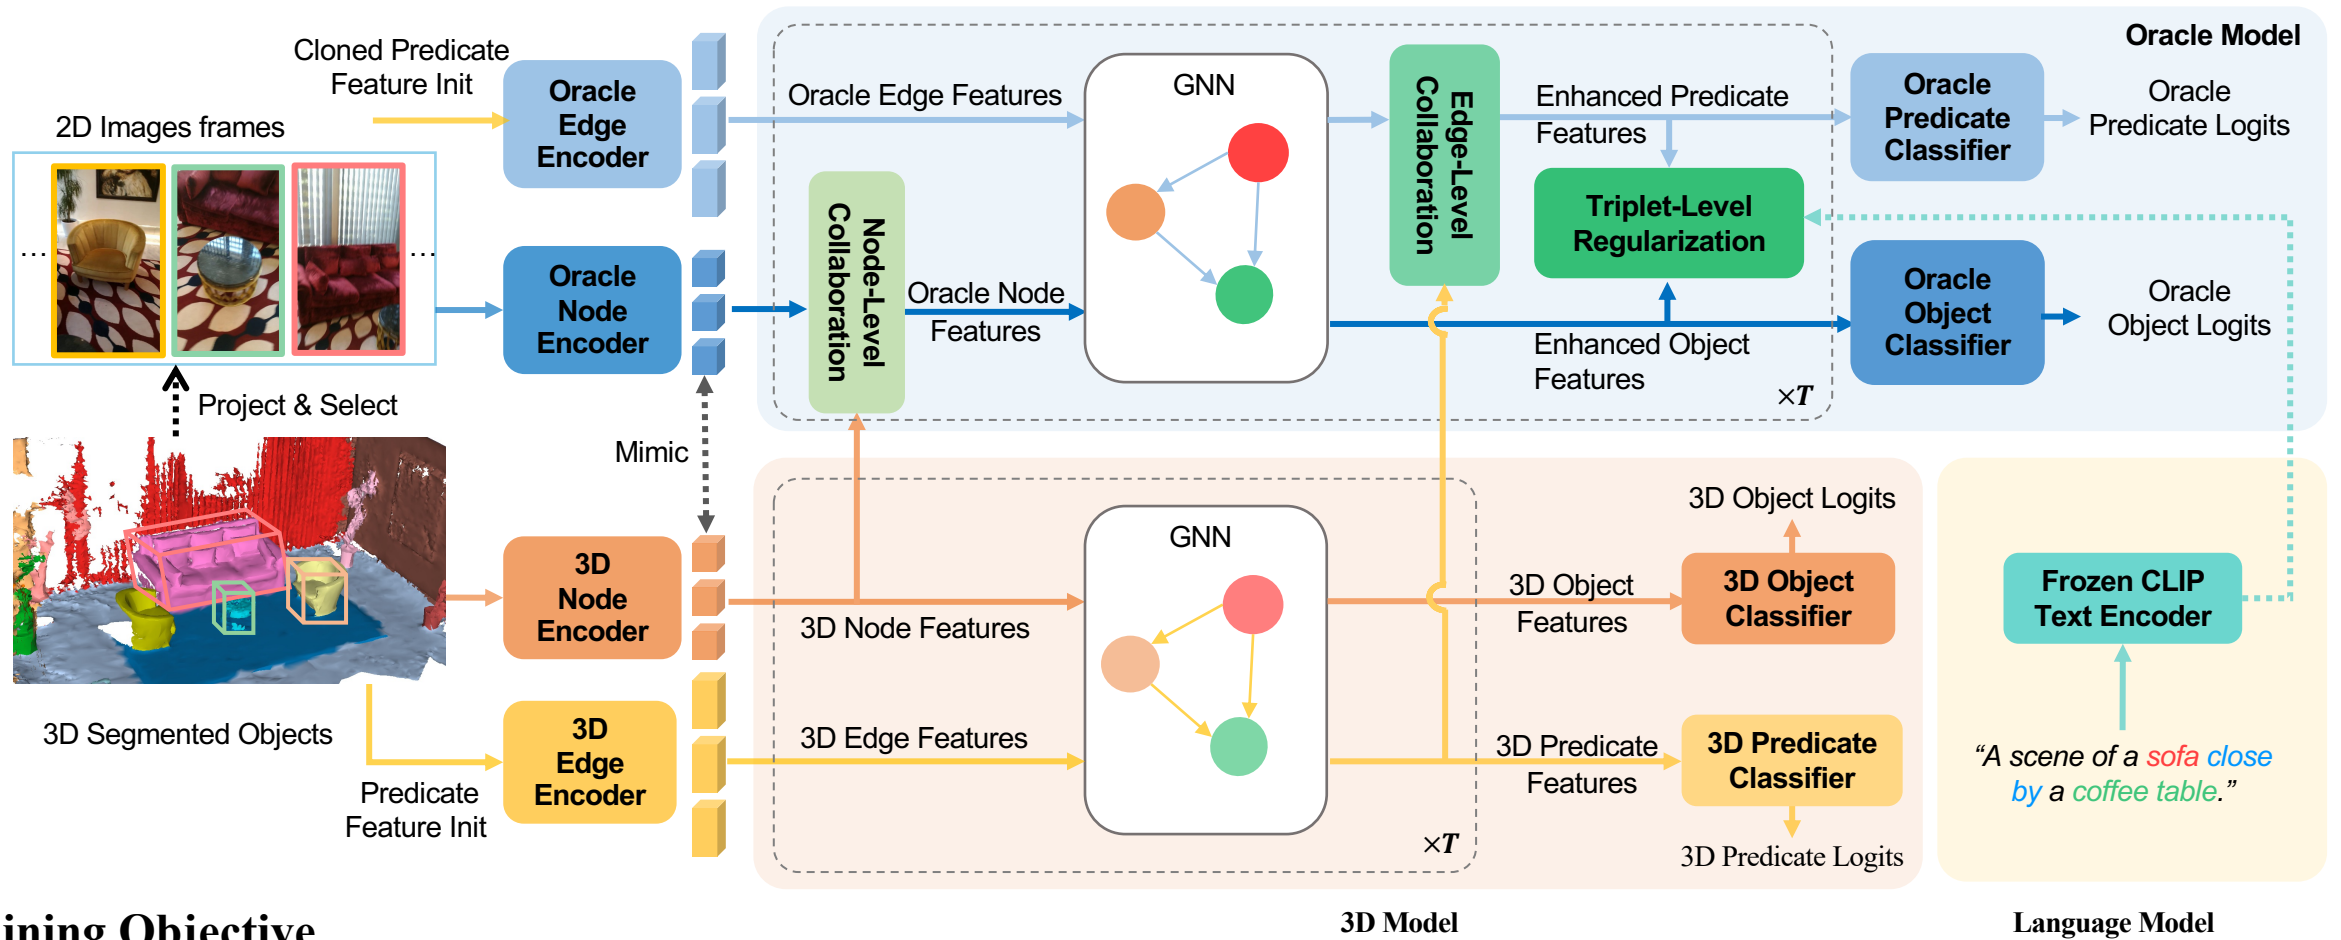 Oracle Model
Cloned Predicate
Feature Init
2D Images frames
...
...
Oracle
Edge
Encoder
Oracle
Node
Encoder
Oracle Edge Features
Node-Level
Collaboration
Oracle Node
Features
GNN
Edge-Level
Collaboration
Enhanced Predicate
Features
Triplet-Level
Regularization
Enhanced Object
Features
×T
Oracle
Predicate
Classifier
Oracle
Predicate Logits
Oracle
Object
Classifier
Oracle
Object Logits
Project & Select
Mimic
3D Segmented Objects
Predicate
Feature Init
3D
Node
Encoder
3D
Edge
Encoder
3D Node Features
3D Edge Features
GNN
×T
3D Object
Features
3D Predicate
Features
3D Object Logits
3D Object
Classifier
3D Predicate
Classifier
3D Predicate Logits
Frozen CLIP
Text Encoder
“A scene of a sofa close
by a coffee table.”
3D Model
Language Model
ining Objective